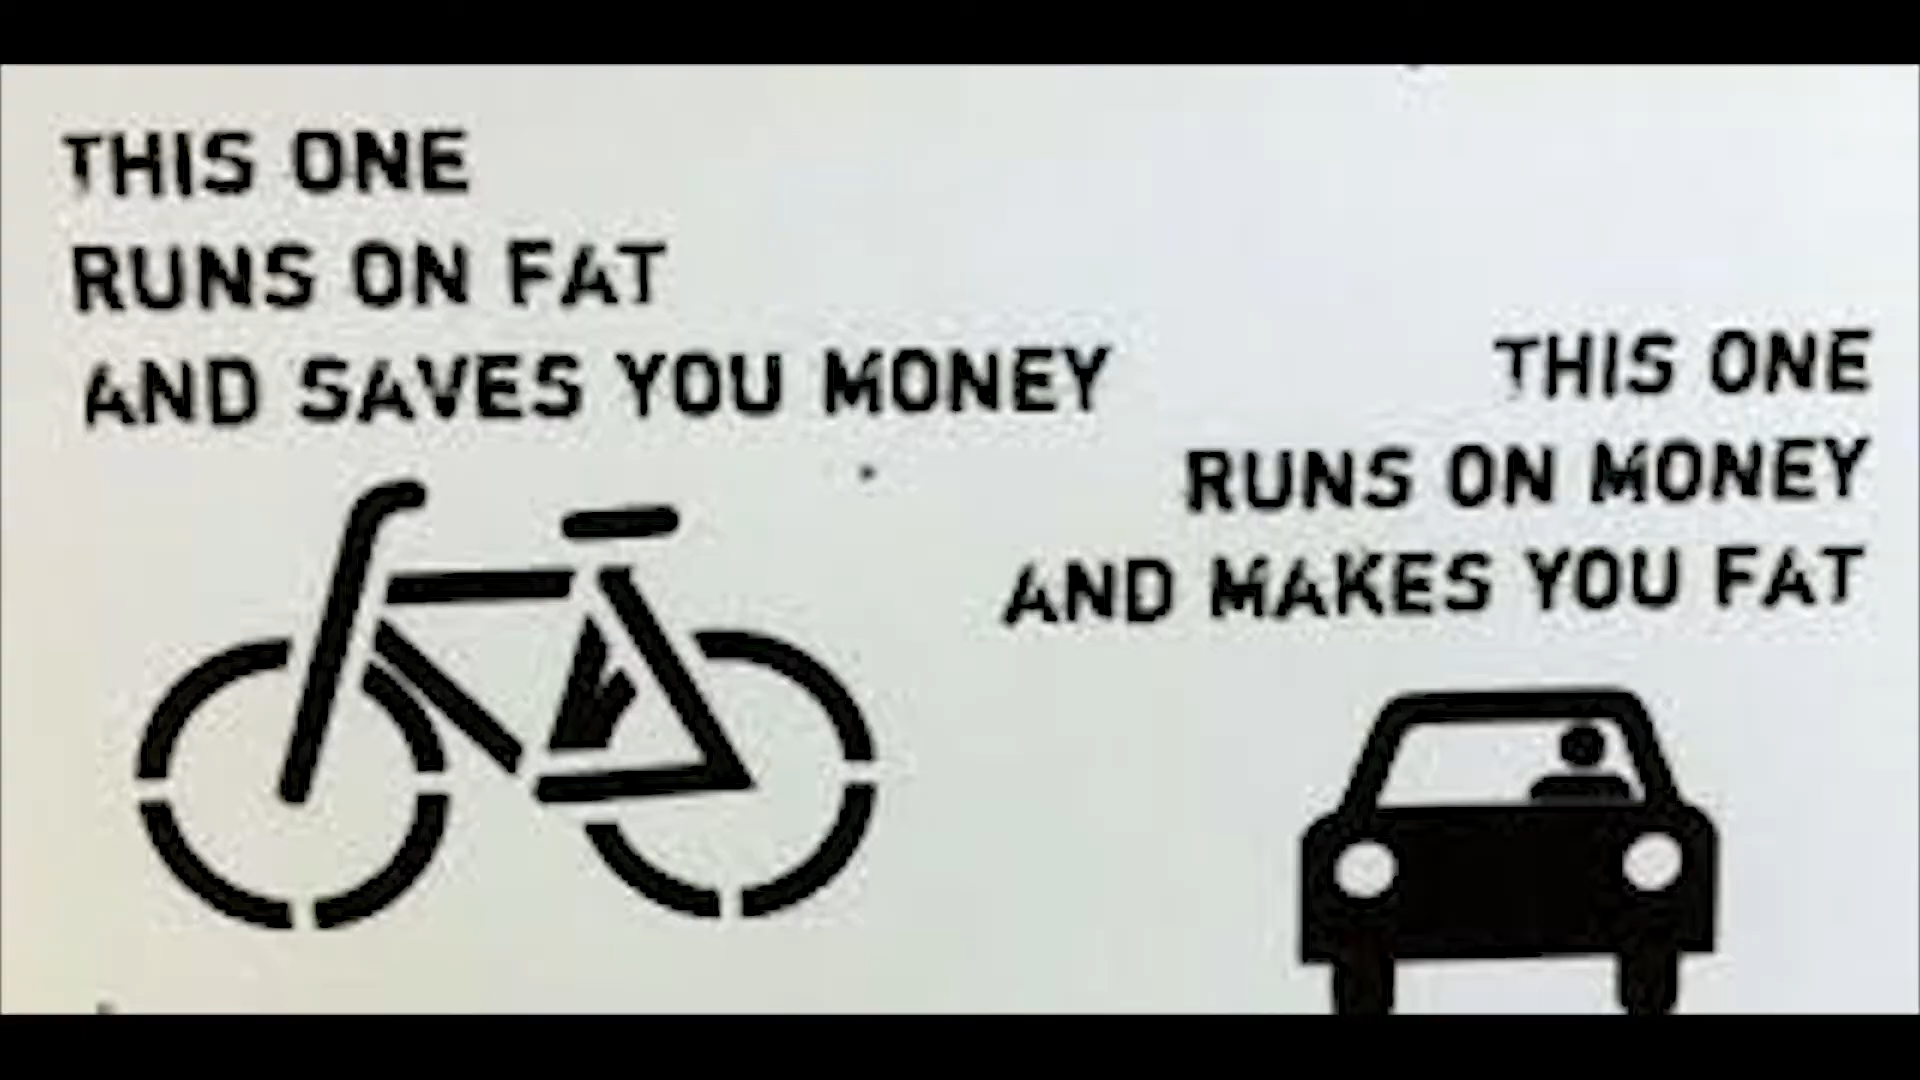 THIS ONE
RUNS ON FAT
AND SAVES YOU MONEY
THIS ONE
RUNS ON MONEY
AND MAKES YOU FAT